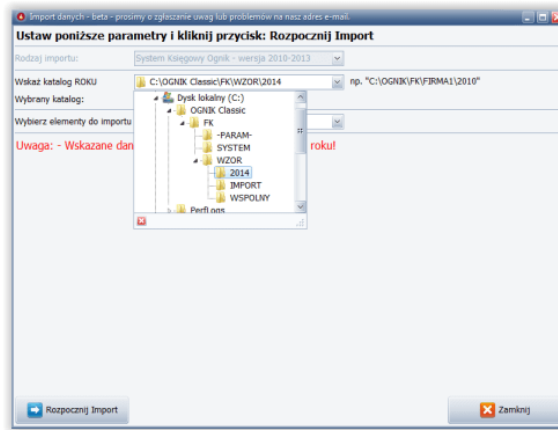 Import danych - beta - prosimy o zgłaszanie uwag lub problemów na nasz adres e-mail.
Ustaw poniższe parametry i kliknij przycisk: Rozpocznij Import
Rodzaj importu: System Księgowy Ognik - wersja 2010-2013
Wskaż katalog ROKU C:\OGNIK Classic\FK\WZOR\2014 np. "C:\OGNIK\FK\FIRMA1\2010"
Wybrany katalog: Dysk lokalny (C:)
OGNIK Classic
Wybierz elementy do importu FK
-PARAM-
Uwaga: - Wskazane dan SYSTEM roku!
WZOR
2014
IMPORT
WSPOLNY
PerfLogs
Rozpocznij Import Zamknij